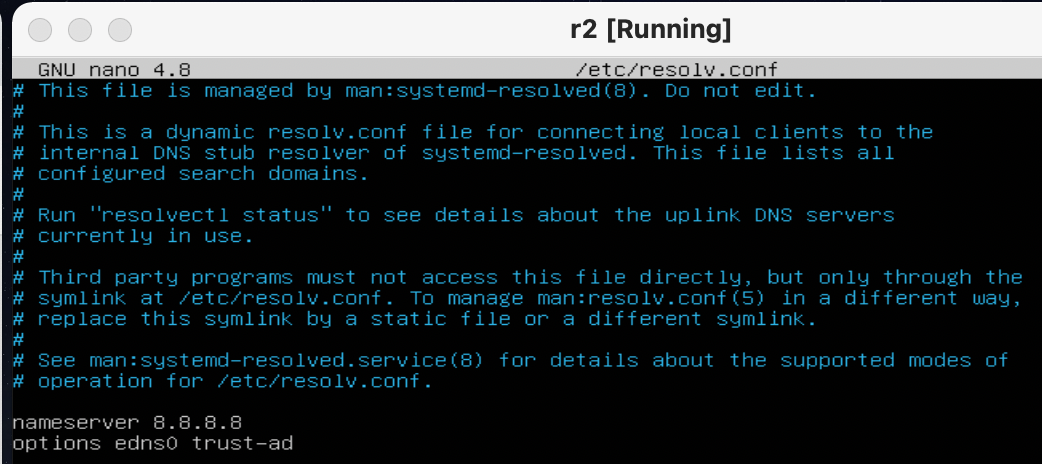 r2 [Running]
GNU nano 4.8 /etc/resolv.conf
# This file is managed by man:systemd-resolved(8). Do not edit.
#
# This is a dynamic resolv.conf file for connecting local clients to the
# internal DNS stub resolver of systemd-resolved. This file lists all
# configured search domains.
#
# Run "resolvectl status" to see details about the uplink DNS servers
# currently in use.
#
# Third party programs must not access this file directly, but only through the
# symlink at /etc/resolv.conf. To manage man:resolv.conf(5) in a different way,
# replace this symlink by a static file or a different symlink.
#
# See man:systemd-resolved.service(8) for details about the supported modes of
# operation for /etc/resolv.conf.
nameserver 8.8.8.8
options edns0 trust-ad